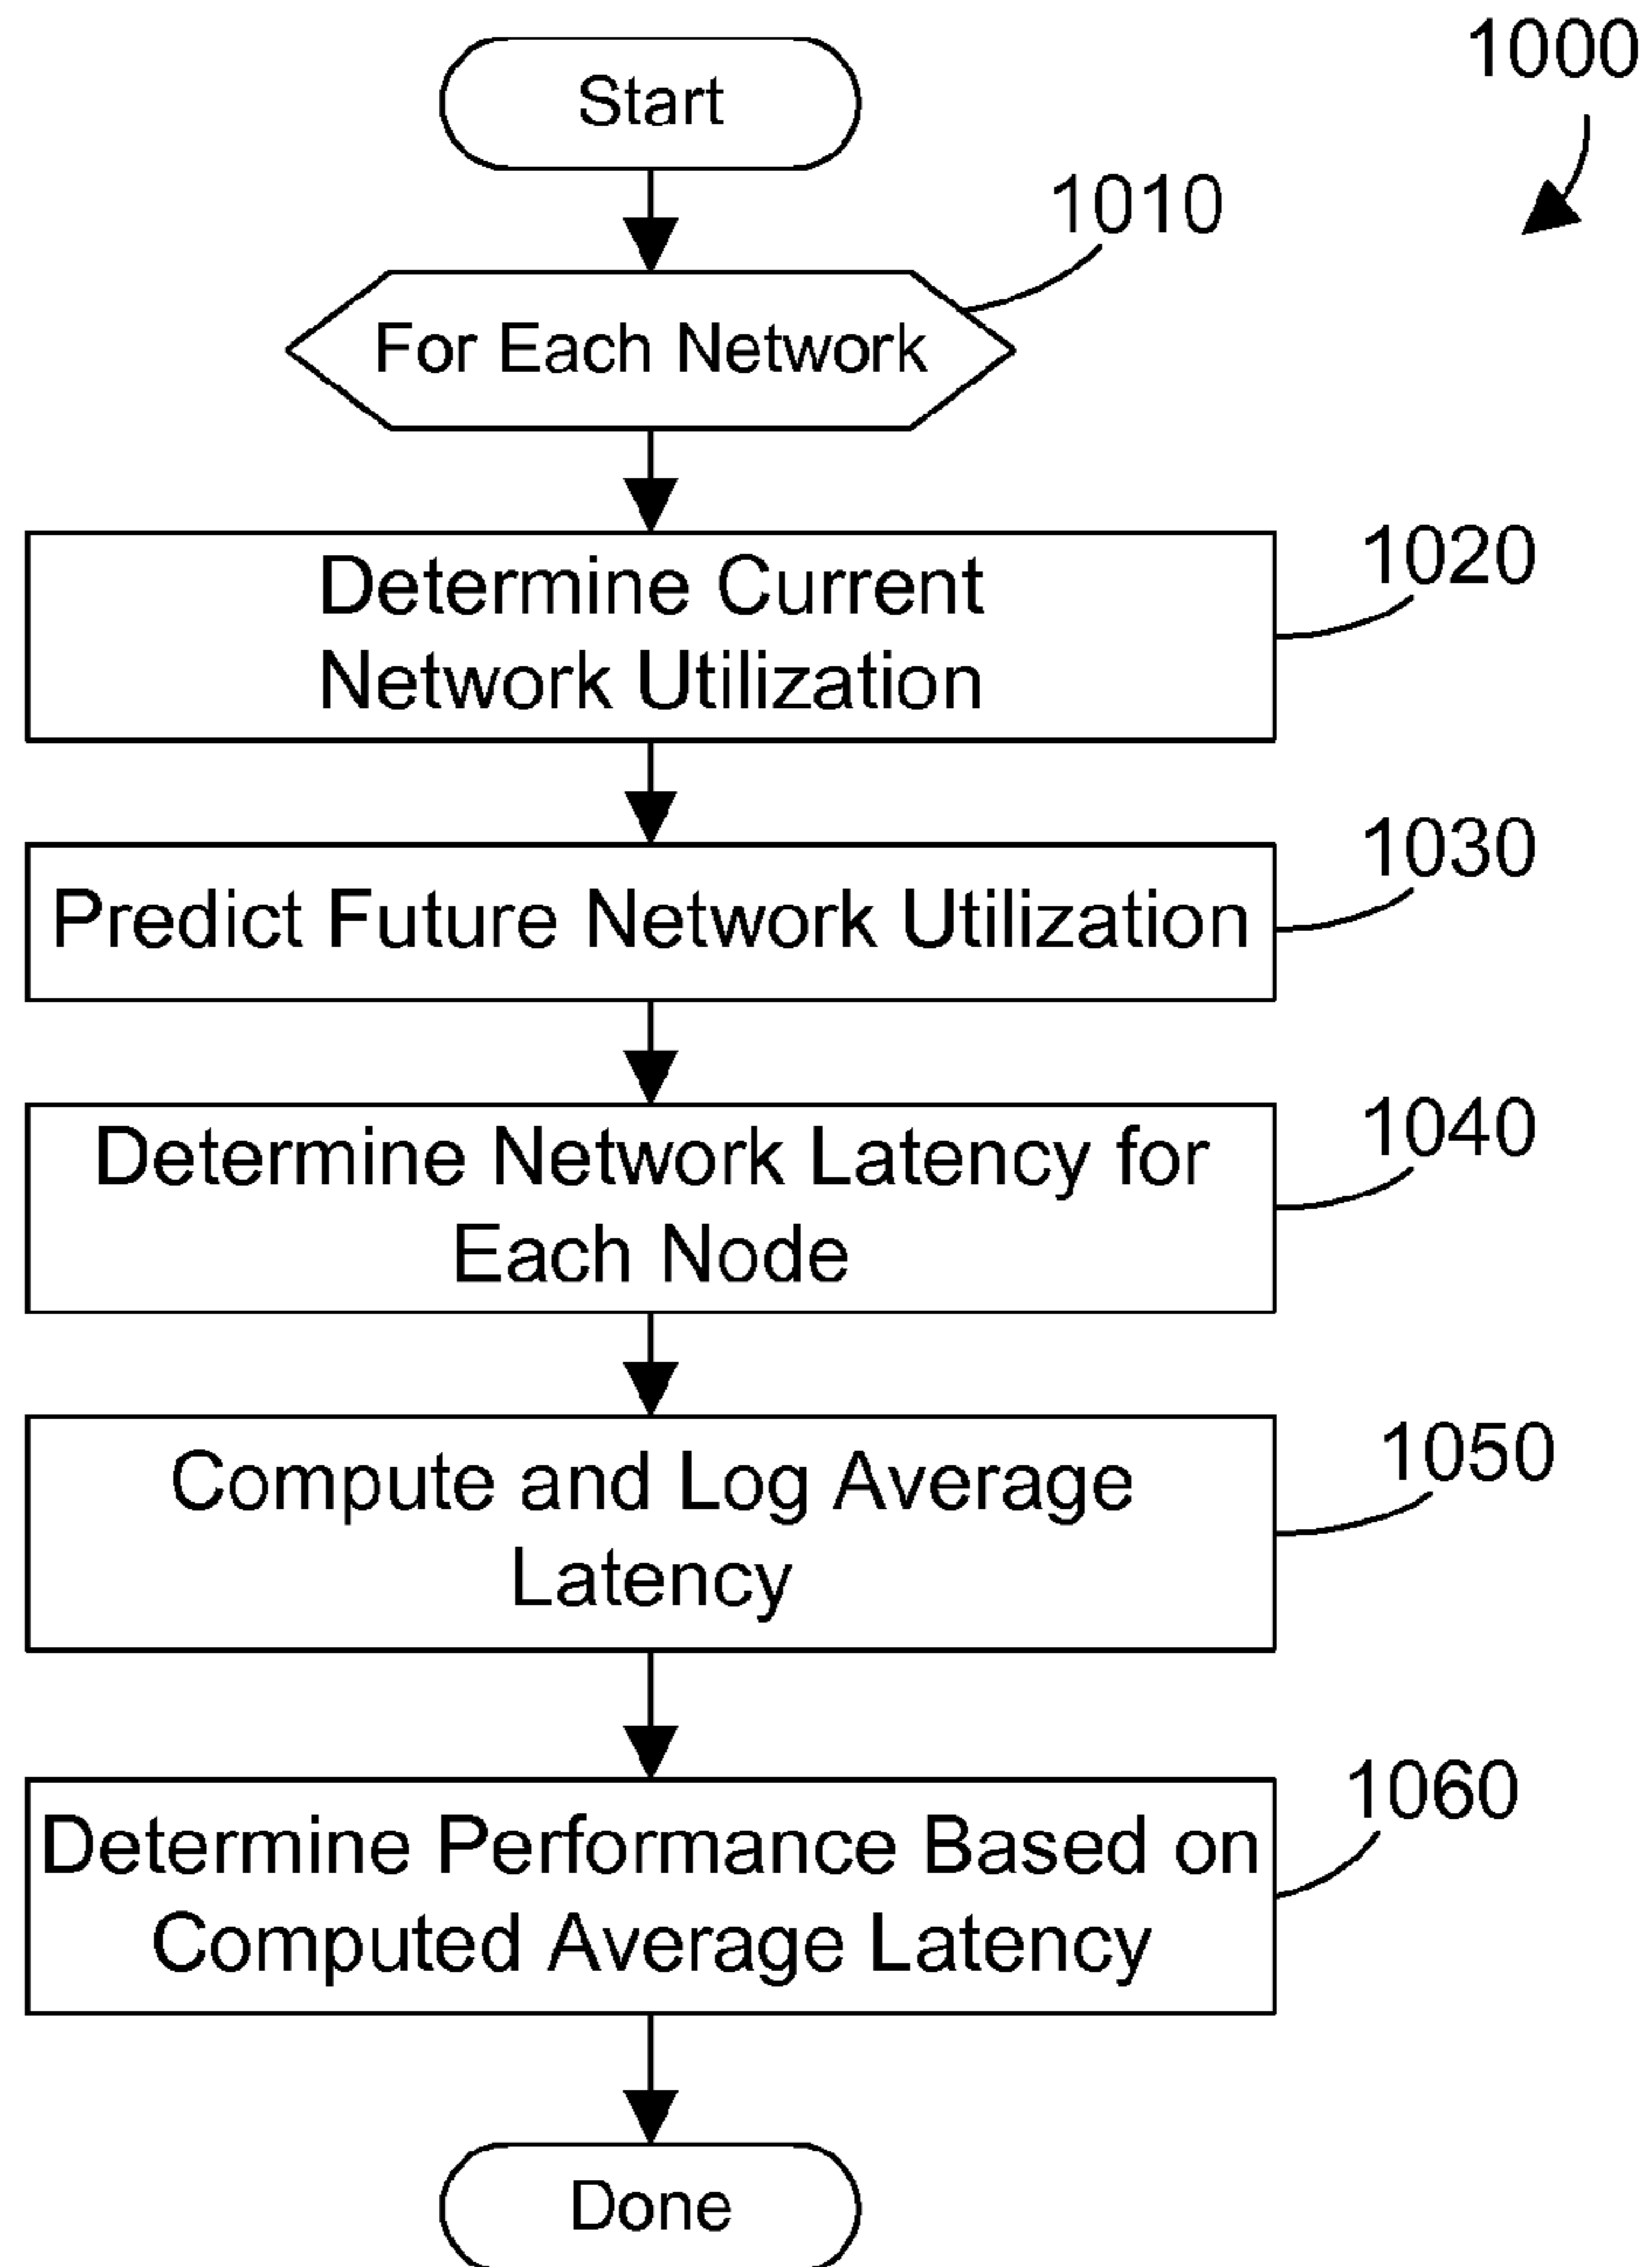 1000
Start
1010
For Each Network
1020
Determine Current
Network Utilization
1030
Predict Future Network Utilization
1040
Determine Network Latency for
Each Node
1050
Compute and Log Average
Latency
1060
Determine Performance Based on
Computed Average Latency
Done